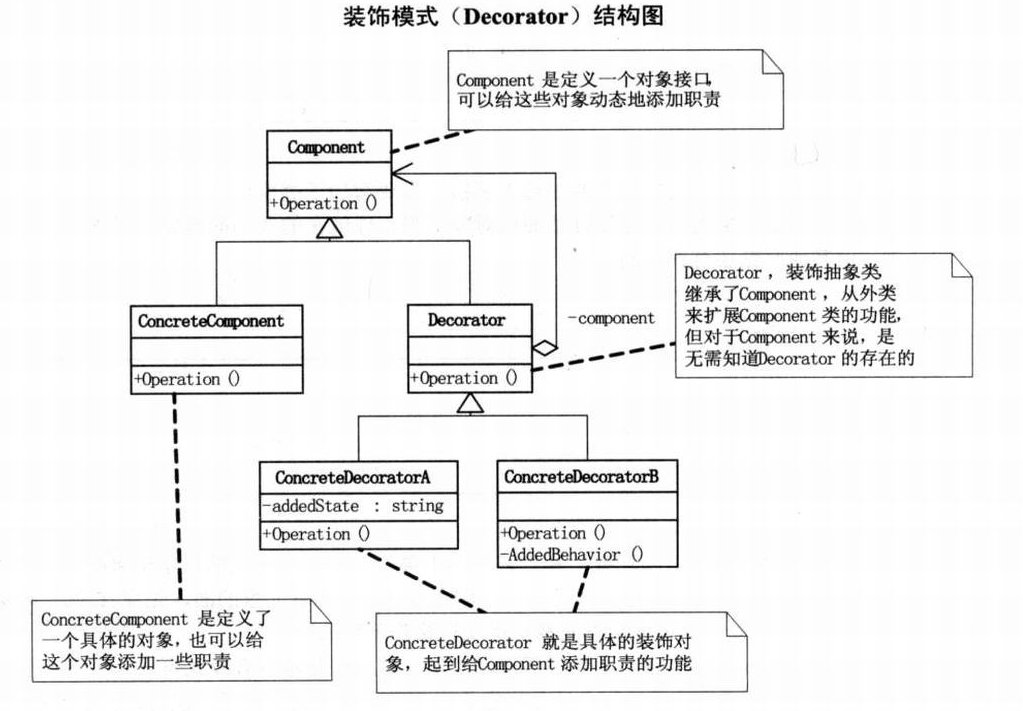 装饰模式（Decorator）结构图
Component 是定义一个对象接口，
可以给这些对象动态地添加职责
Component
+Operation()
ConcreteComponent
+Operation()
Decorator
+Operation()
-component
Decorator，装饰抽象类，
继承了Component，从外类
来扩展Component类的功能，
但对于Component来说，是
无需知道Decorator的存在的
ConcreteDecoratorA
-addedState : string
+Operation()
ConcreteDecoratorB
+Operation()
-AddedBehavior()
ConcreteComponent 是定义了
一个具体的对象，也可以给
这个对象添加一些职责
ConcreteDecorator 就是具体的装饰对
象，起到给Component添加职责的功能